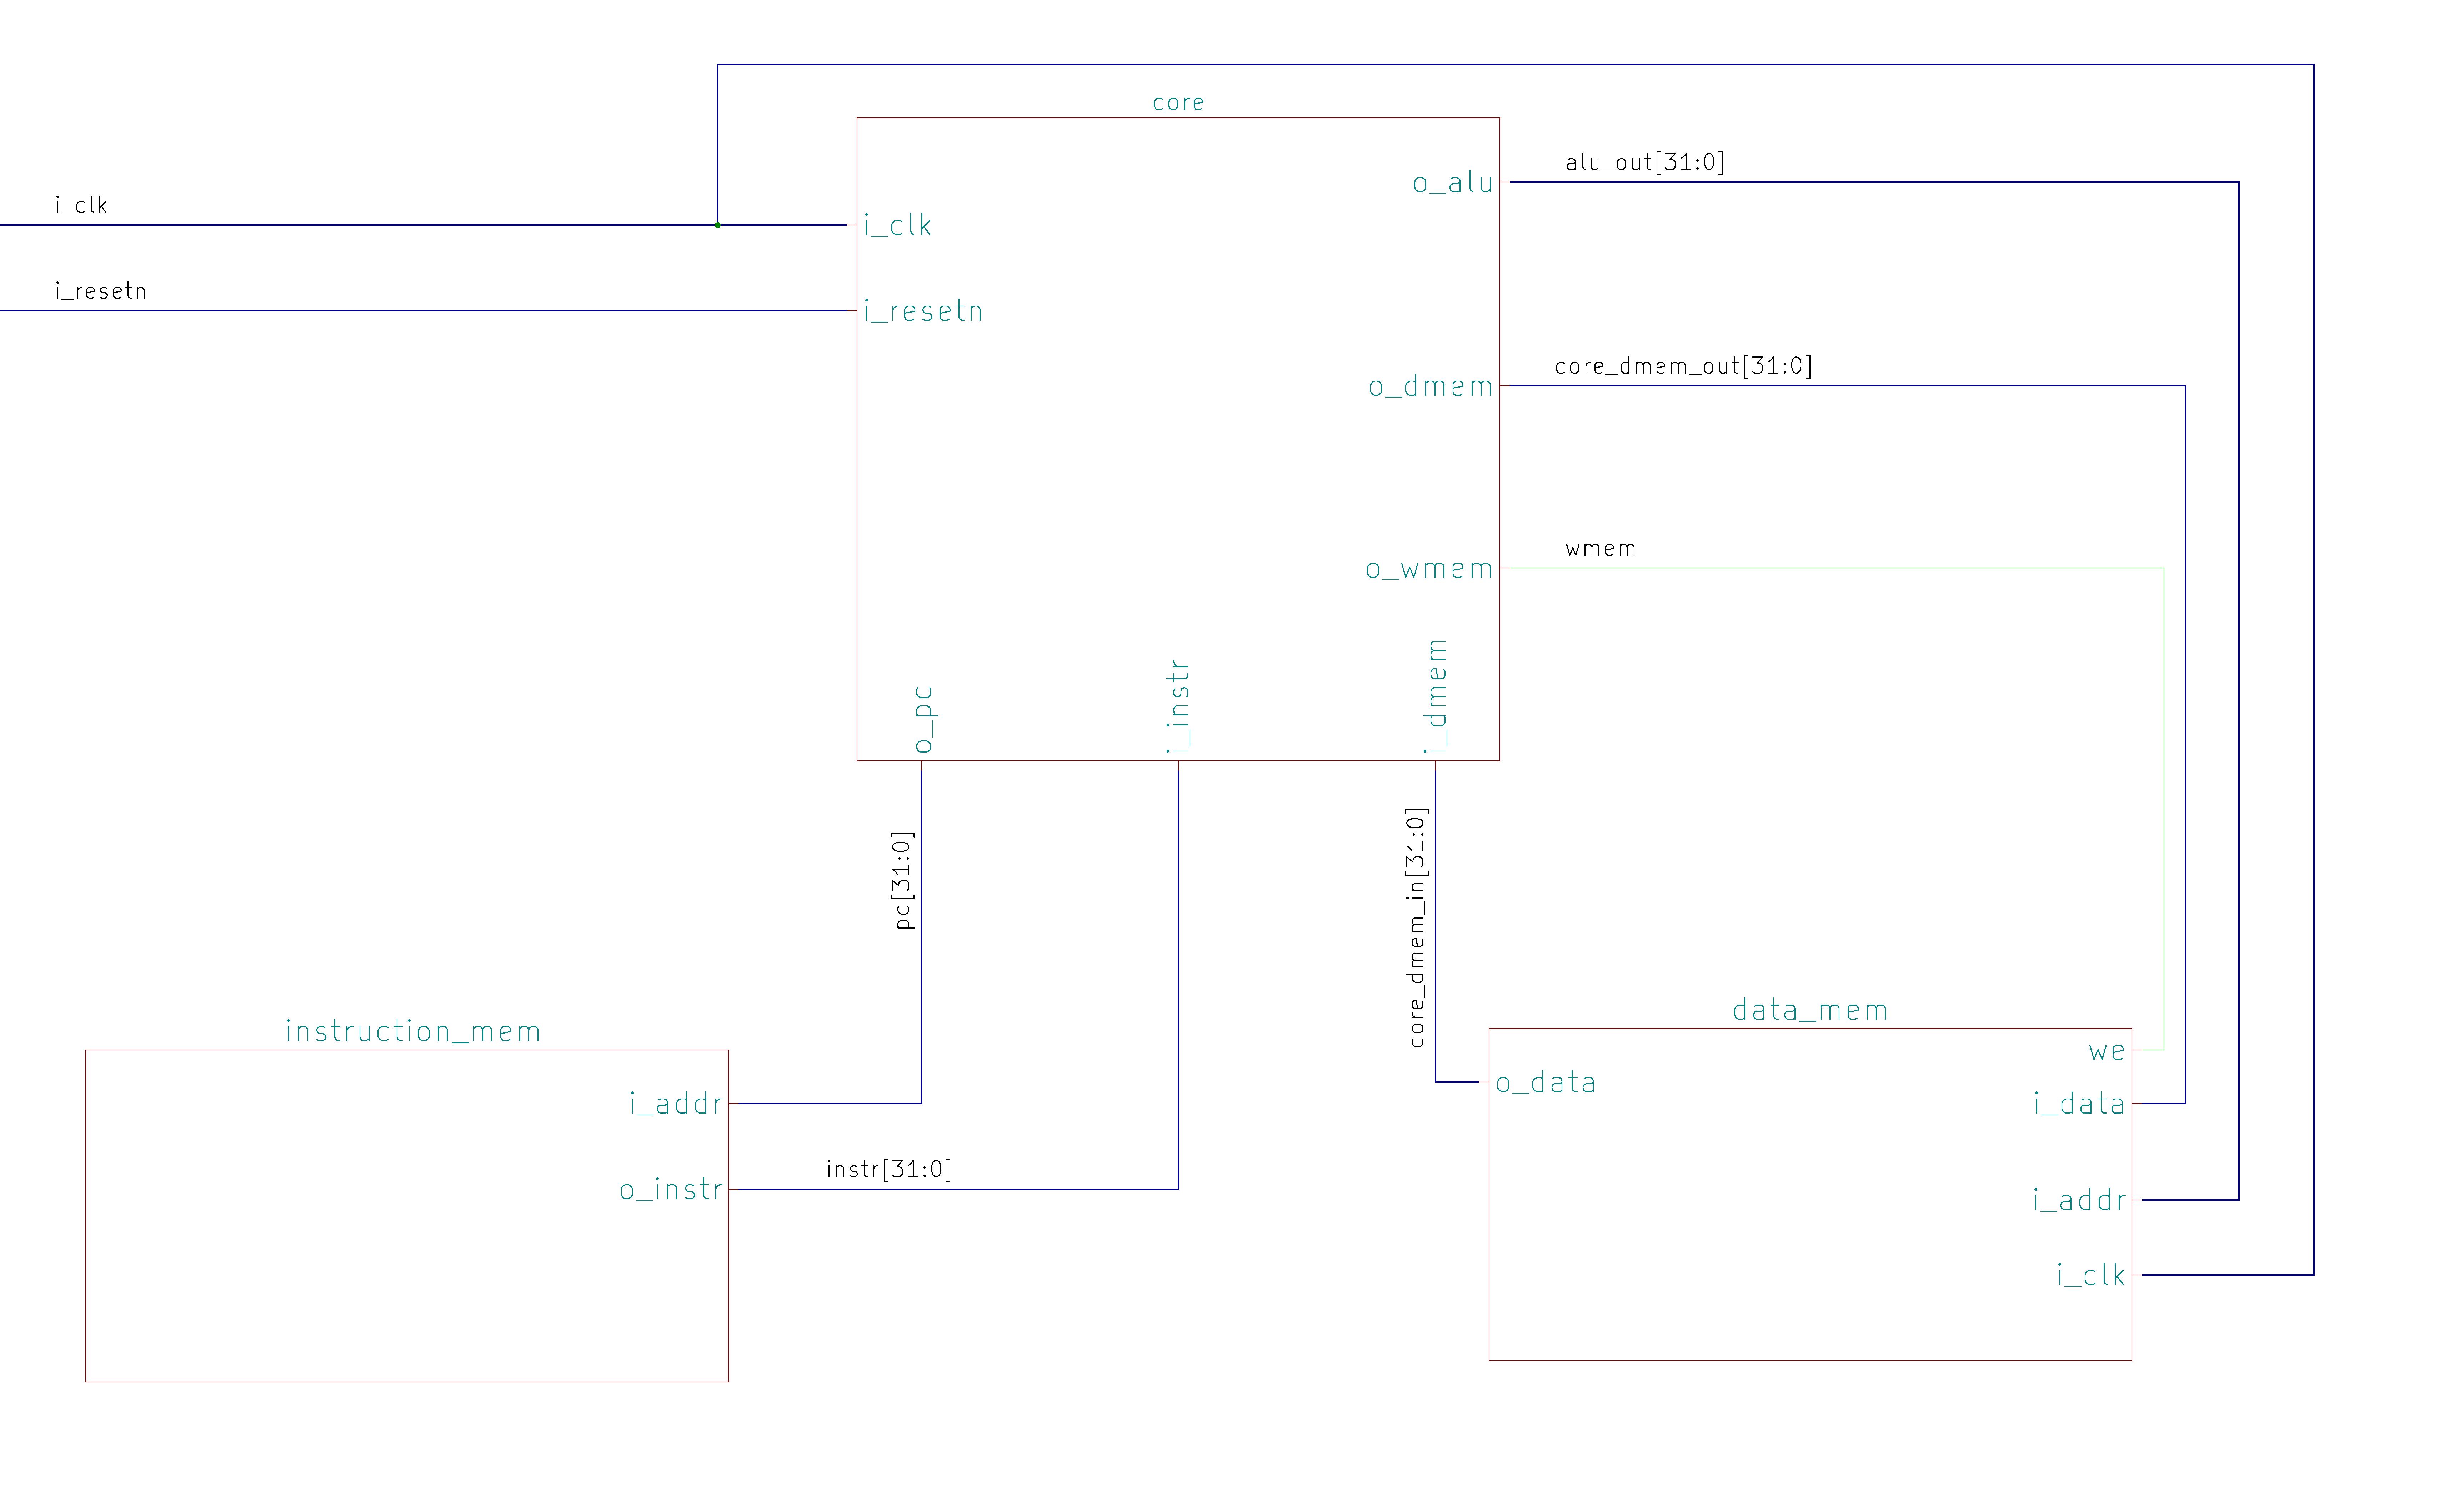 core
alu_out[31:0]
o_alu
i_clk
i_clk
i_resetn
i_resetn
core_dmem_out[31:0]
o_dmem
wmem
o_wmem
o_pc
i_instr
i_dmem
pc[31:0]
core_dmem_in[31:0]
instruction_mem
data_mem
we
i_addr
o_data
i_data
instr[31:0]
o_instr
i_addr
i_clk